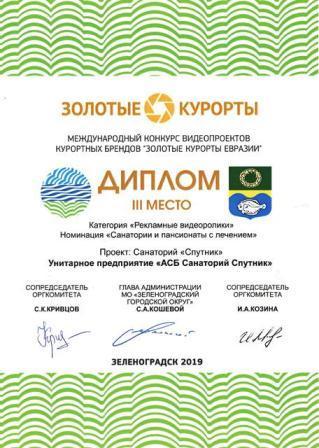 ЗОЛОТЫЕ КУРОРТЫ
МЕЖДУНАРОДНЫЙ КОНКУРС ВИДЕОПРОЕКТОВ
КУРОРТНЫХ БРЕНДОВ "ЗОЛОТЫЕ КУРОРТЫ ЕВРАЗИИ"
ДИПЛОМ
III МЕСТО
Категория «Рекламные видеоролики»
Номинация «Санатории и пансионаты с лечением»
Проект: Санаторий «Спутник»
Унитарное предприятие «АСБ Санаторий Спутник»
СОПРЕДСЕДАТЕЛЬ
ОРГКОМИТЕТА
С.К.КРИВЦОВ
ГЛАВА АДМИНИСТРАЦИИ
МО «ЗЕЛЕНОГРАДСКИЙ
ГОРОДСКОЙ ОКРУГ»
С.А.КОШЕВОЙ
СОПРЕДСЕДАТЕЛЬ
ОРГКОМИТЕТА
И.А.КОЗИНА
ЗЕЛЕНОГРАДСК 2019